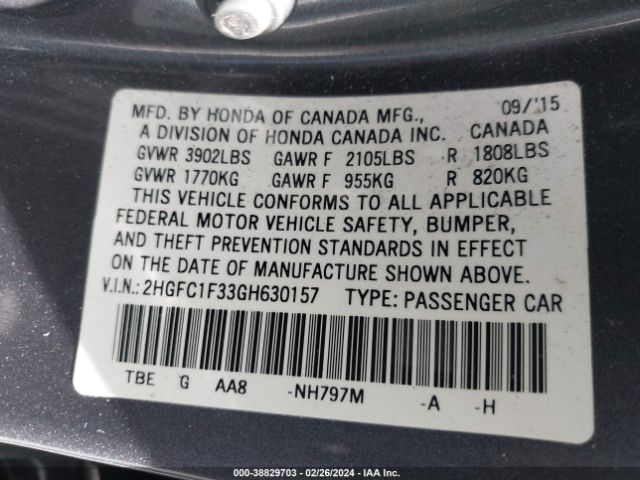 MFD. BY HONDA OF CANADA MFG., 09/'15
A DIVISION OF HONDA CANADA INC. CANADA
GVWR 3902LBS GAWR F 2105LBS R 1808LBS
GVWR 1770KG GAWR F 955KG R 820KG
THIS VEHICLE CONFORMS TO ALL APPLICABLE
FEDERAL MOTOR VEHICLE SAFETY, BUMPER,
AND THEFT PREVENTION STANDARDS IN EFFECT
ON THE DATE OF MANUFACTURE SHOWN ABOVE.
V.I.N.: 2HGFC1F33GH630157 TYPE: PASSENGER CAR
TBE G AA8 -NH797M -A -H
000-38829703 - 02/26/2024 - IAA Inc.